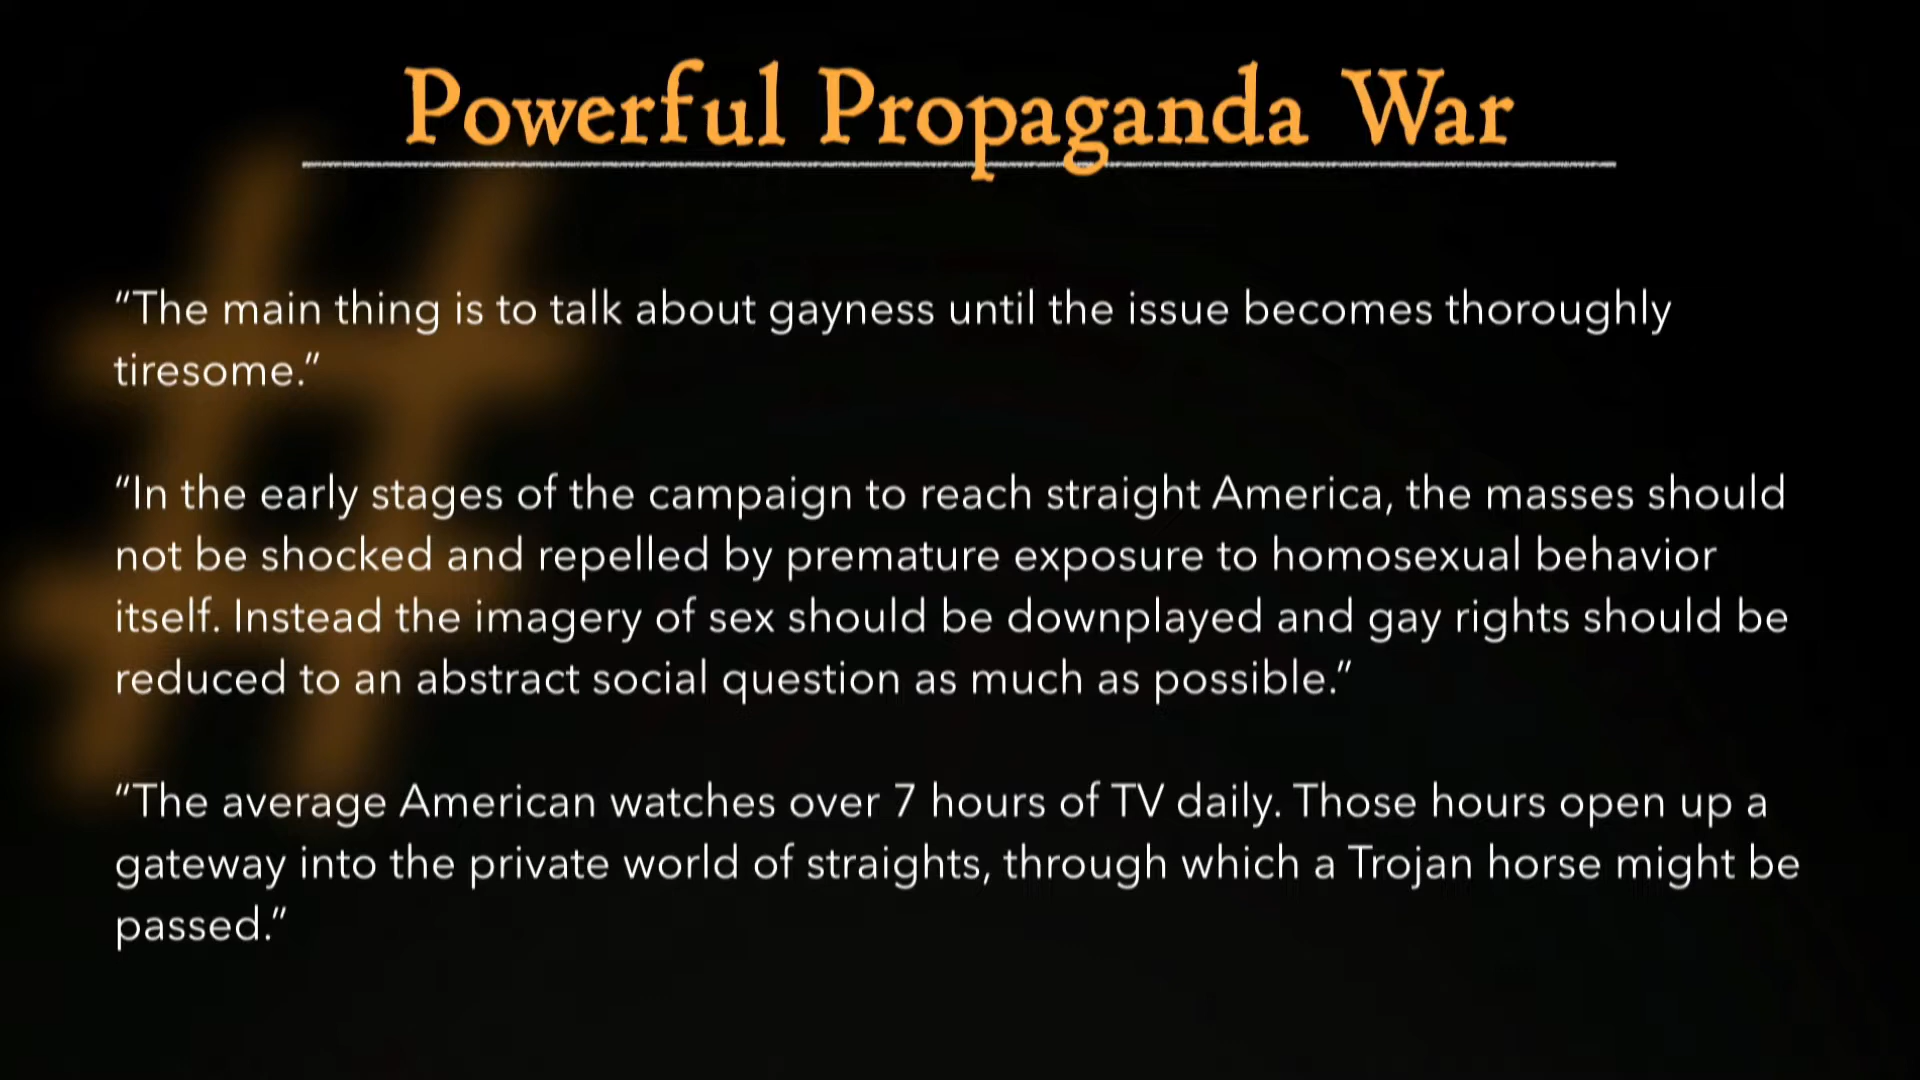 Powerful Propaganda War
“The main thing is to talk about gayness until the issue becomes thoroughly
tiresome.”
“In the early stages of the campaign to reach straight America, the masses should
not be shocked and repelled by premature exposure to homosexual behavior
itself. Instead the imagery of sex should be downplayed and gay rights should be
reduced to an abstract social question as much as possible.”
“The average American watches over 7 hours of TV daily. Those hours open up a
gateway into the private world of straights, through which a Trojan horse might be
passed.”